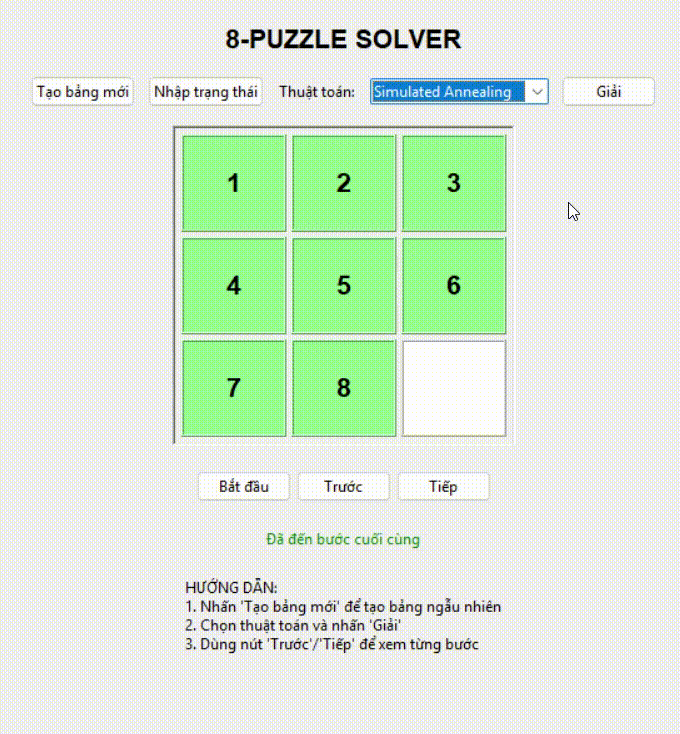 8-PUZZLE SOLVER
Tạo bảng mới Nhập trạng thái Thuật toán: Simulated Annealing Giải
1 2 3
4 5 6
7 8
Bắt đầu Trước Tiếp
Đã đến bước cuối cùng
HƯỚNG DẪN:
1. Nhấn 'Tạo bảng mới' để tạo bảng ngẫu nhiên
2. Chọn thuật toán và nhấn 'Giải'
3. Dùng nút 'Trước'/'Tiếp' để xem từng bước